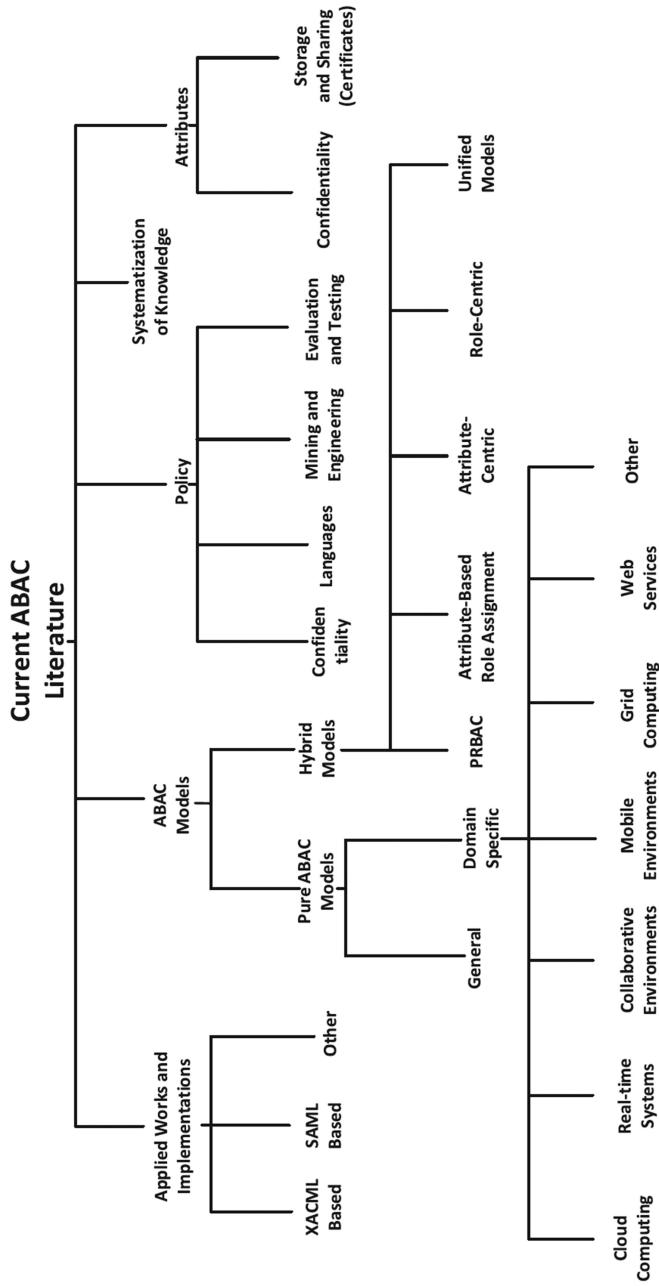 Current ABAC
Literature
Applied Works and
Implementations
ABAC
Models
Policy
Systematization
of Knowledge
Attributes
XACML
Based
SAML
Based
Other
Pure ABAC
Models
Hybrid Models
Confiden
tiality
Languages
Mining and
Engineering
Evaluation
and Testing
Confidentiality
Storage
and Sharing
(Certificates)
General
Domain
Specific
PRBAC
Attribute-Based
Role Assignment
Attribute-
Centric
Role-Centric
Unified
Models
Cloud
Computing
Real-time
Systems
Collaborative
Environments
Mobile
Environments
Grid
Computing
Web
Services
Other